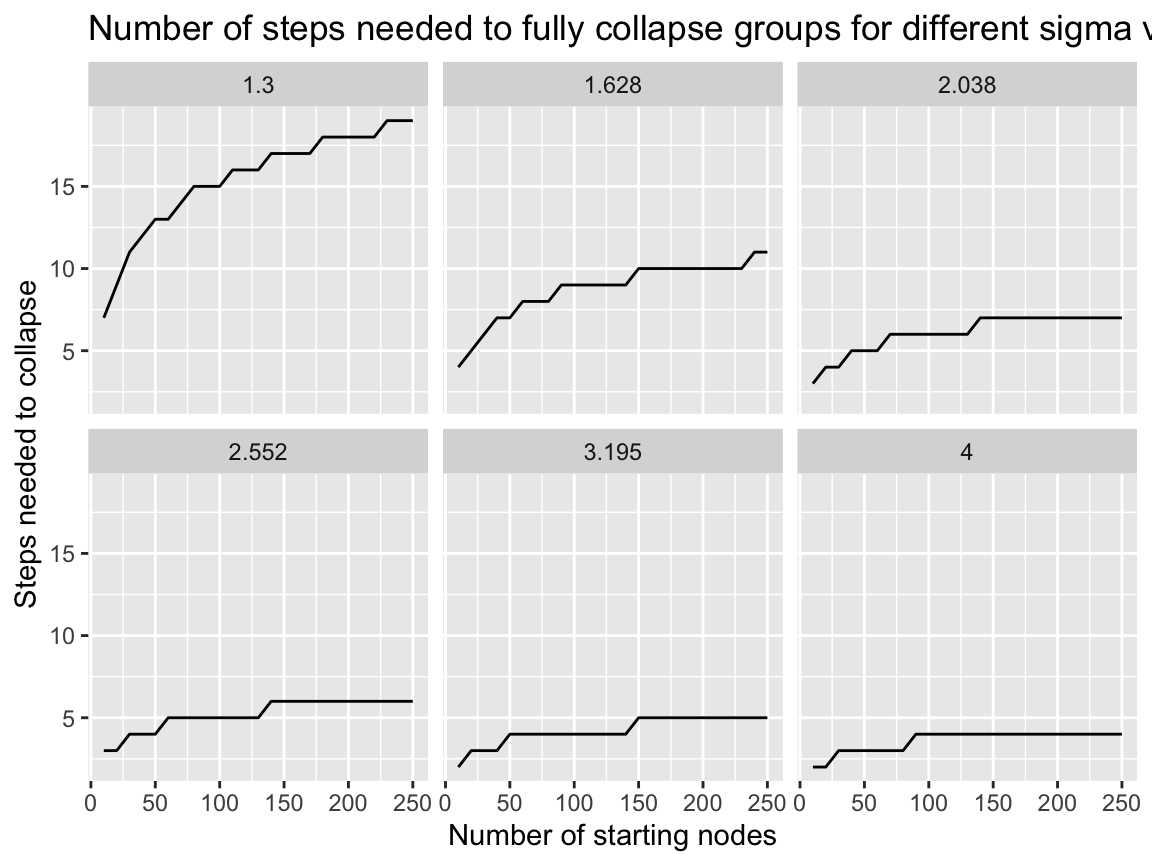 Number of steps needed to fully collapse groups for different sigma v
1.3 1.628 2.038
15
10
5
2.552 3.195 4
15
10
5
0 50 100 150 200 250 0 50 100 150 200 250 0 50 100 150 200 250
Steps needed to collapse
Number of starting nodes